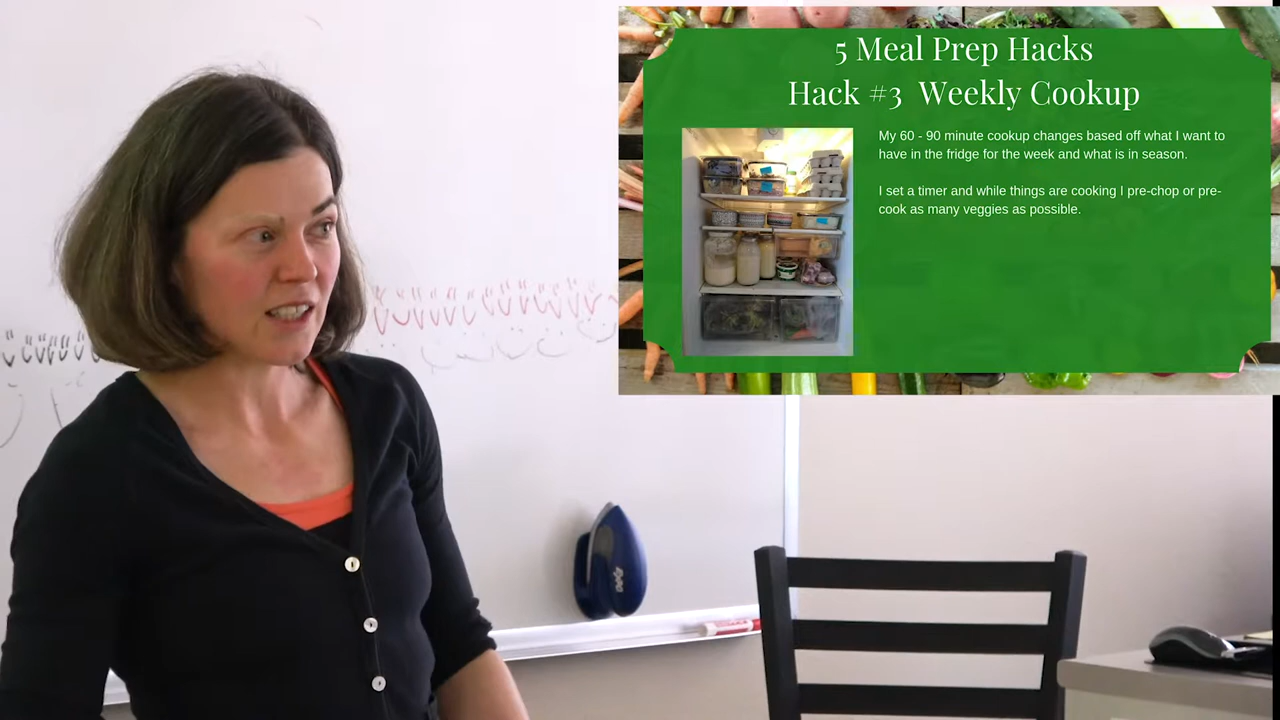 5 Meal Prep Hacks
Hack #3 Weekly Cookup
My 60 - 90 minute cookup changes based off what I want to
have in the fridge for the week and what is in season.
I set a timer and while things are cooking I pre-chop or pre-
cook as many veggies as possible.
EXPO